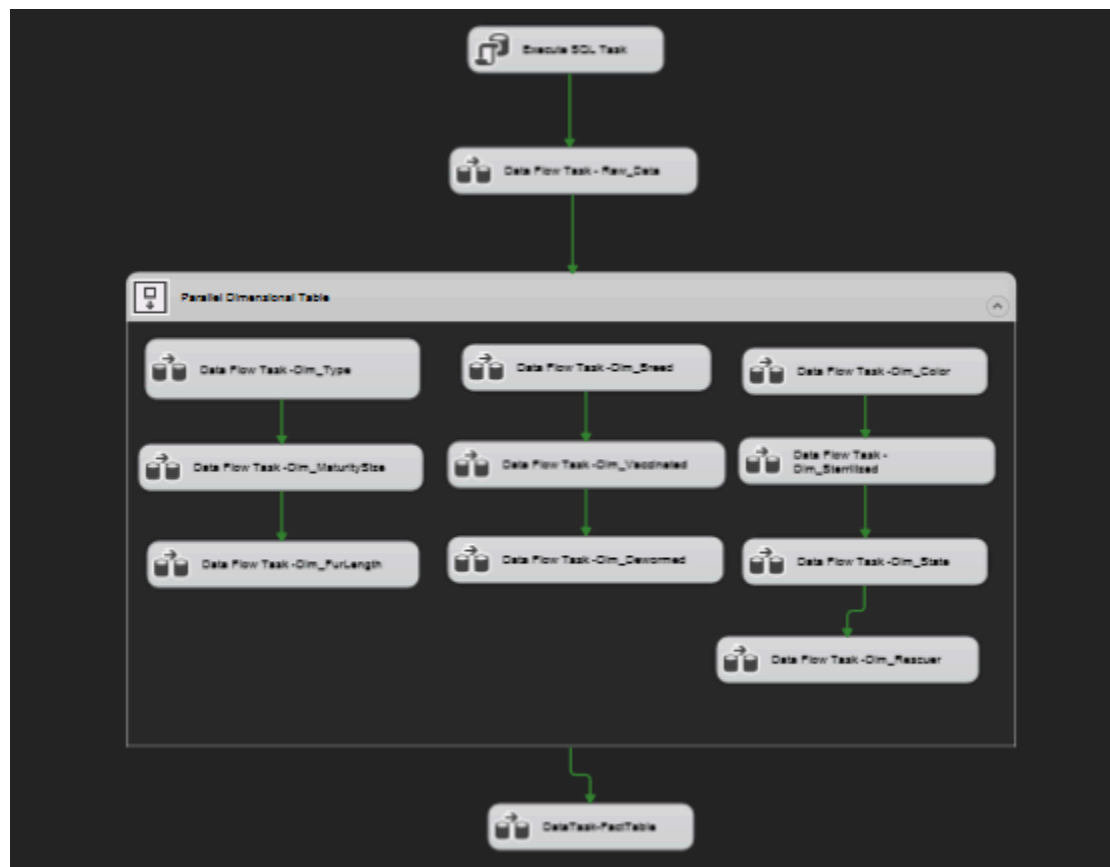 Execute SQL Task
Data Flow Task - Raw_Data
Parallel Dimensional Table
Data Flow Task -Dim_Type
Data Flow Task -Dim_Breed
Data Flow Task -Dim_Color
Data Flow Task -Dim_MaturitySize
Data Flow Task -Dim_Vaccinated
Data Flow Task -
Dim_Sterrilized
Data Flow Task -Dim_FurLength
Data Flow Task -Dim_Dewormed
Data Flow Task -Dim_State
Data Flow Task -Dim_Rescuer
DataTask-FactTable